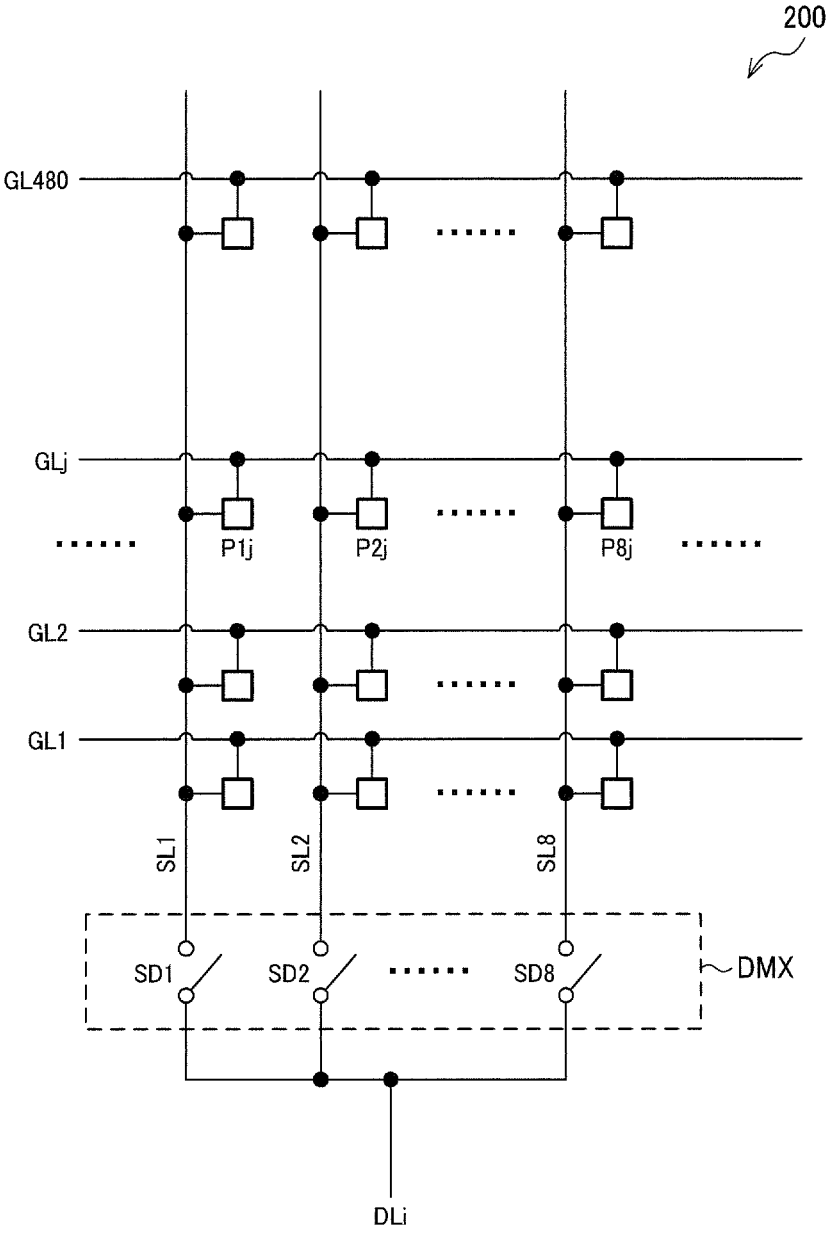 200
GL480
GLj
P1j P2j P8j
GL2
GL1
SL1 SL2 SL8
SD1 SD2 SD8
DMX
DLi